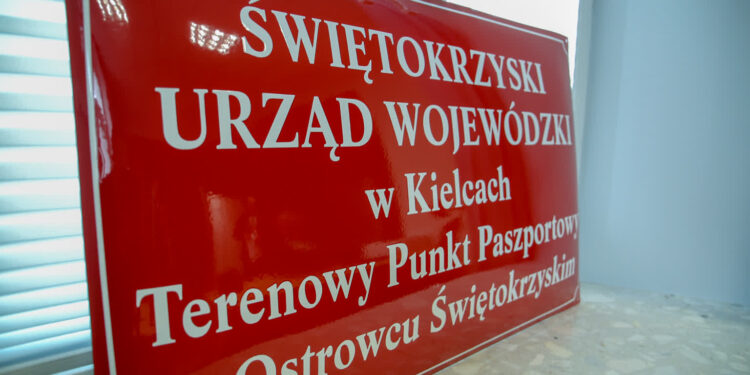 ŚWIĘTOKRZYSKI
URZĄD WOJEWÓDZKI
w Kielcach
Terenowy Punkt Paszportowy
Ostrowcu Świętokrzyskim